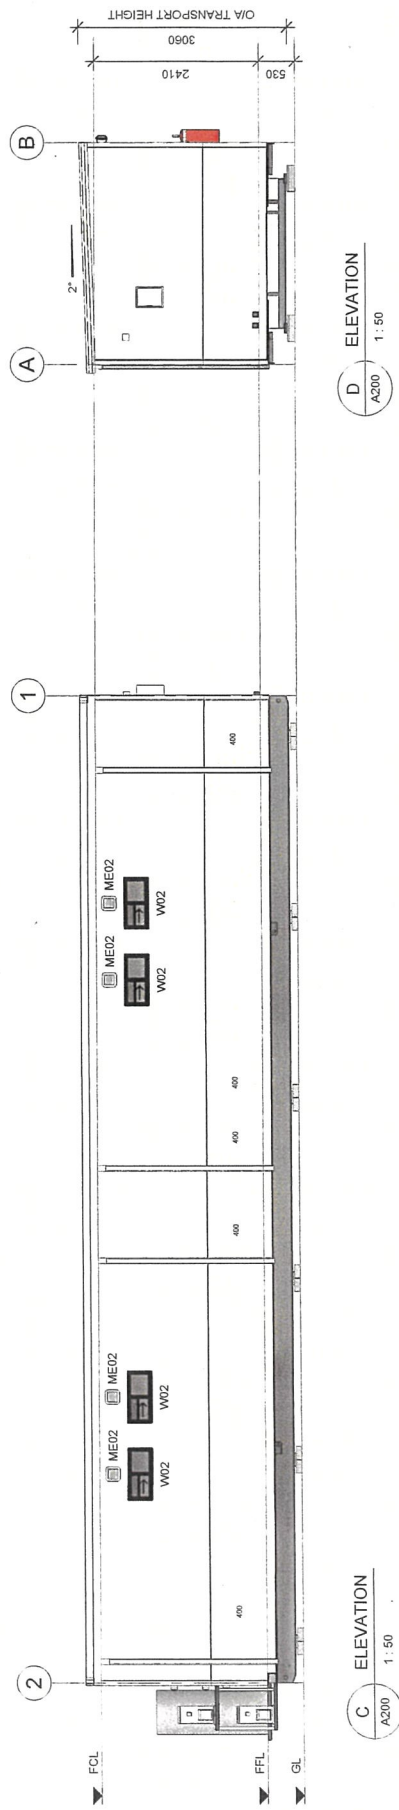 2
1
A
B
2°
ME02
ME02
ME02
ME02
W02
W02
W02
W02
400
400
400
400
400
FCL
FFL
GL
2410
530
3060
O/A TRANSPORT HEIGHT
C
A200
ELEVATION
1 : 50
D
A200
ELEVATION
1 : 50